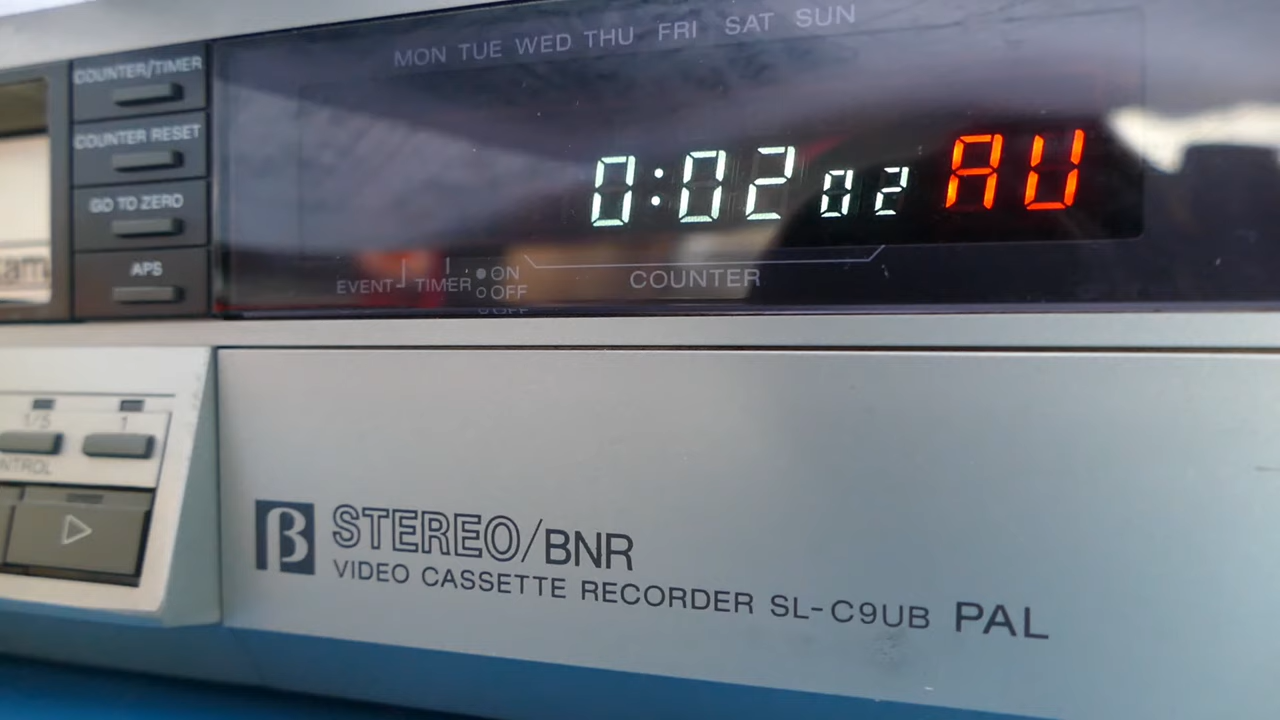 MON TUE WED THU FRI SAT SUN
COUNTER/TIMER
COUNTER RESET
GO TO ZERO
APS
0:02 02 AU
EVENT TIMER ON
OFF
COUNTER
1/5 1
β STEREO/BNR
VIDEO CASSETTE RECORDER SL-C9UB PAL